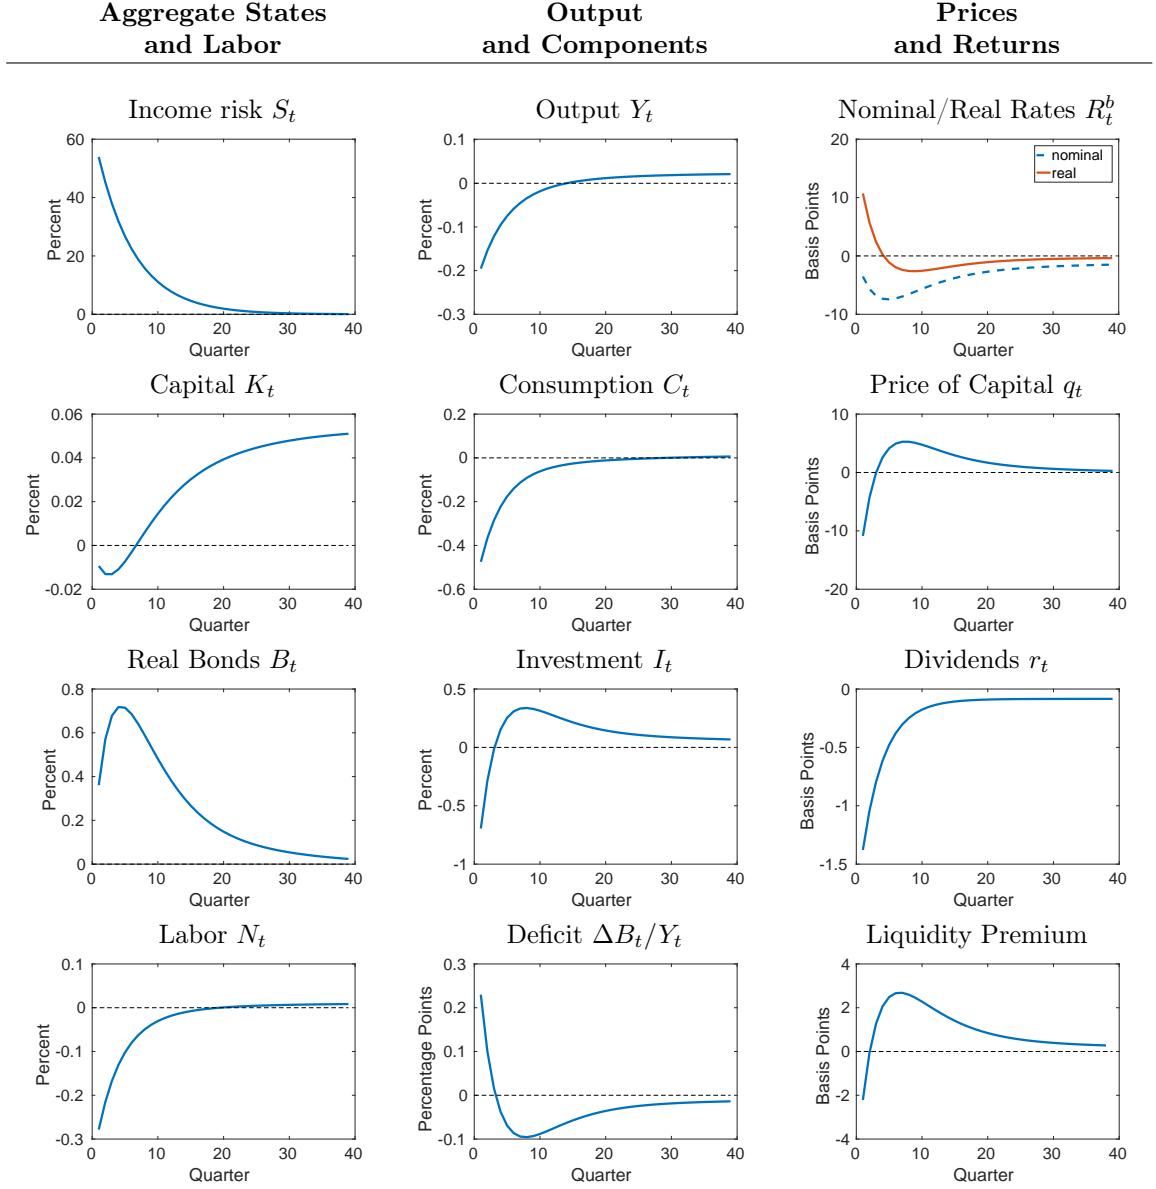 Aggregate States
and Labor
Output
and Components
Prices
and Returns
Income risk S_t
Percent
60
40
20
0
0 10 20 30 40
Quarter
Output Y_t
Percent
0.1
0
-0.1
-0.2
-0.3
0 10 20 30 40
Quarter
Nominal/Real Rates R_t^b
Basis Points
20
10
0
-10
nominal
real
0 10 20 30 40
Quarter
Capital K_t
Percent
0.06
0.04
0.02
0
-0.02
0 10 20 30 40
Quarter
Consumption C_t
Percent
0.2
0
-0.2
-0.4
-0.6
0 10 20 30 40
Quarter
Price of Capital q_t
Basis Points
10
0
-10
-20
0 10 20 30 40
Quarter
Real Bonds B_t
Percent
0.8
0.6
0.4
0.2
0
0 10 20 30 40
Quarter
Investment I_t
Percent
0.5
0
-0.5
-1
0 10 20 30 40
Quarter
Dividends r_t
Basis Points
0
-0.5
-1
-1.5
0 10 20 30 40
Quarter
Labor N_t
Percent
0.1
0
-0.1
-0.2
-0.3
0 10 20 30 40
Quarter
Deficit ΔB_t/Y_t
Percentage Points
0.3
0.2
0.1
0
-0.1
0 10 20 30 40
Quarter
Liquidity Premium
Basis Points
4
2
0
-2
-4
0 10 20 30 40
Quarter